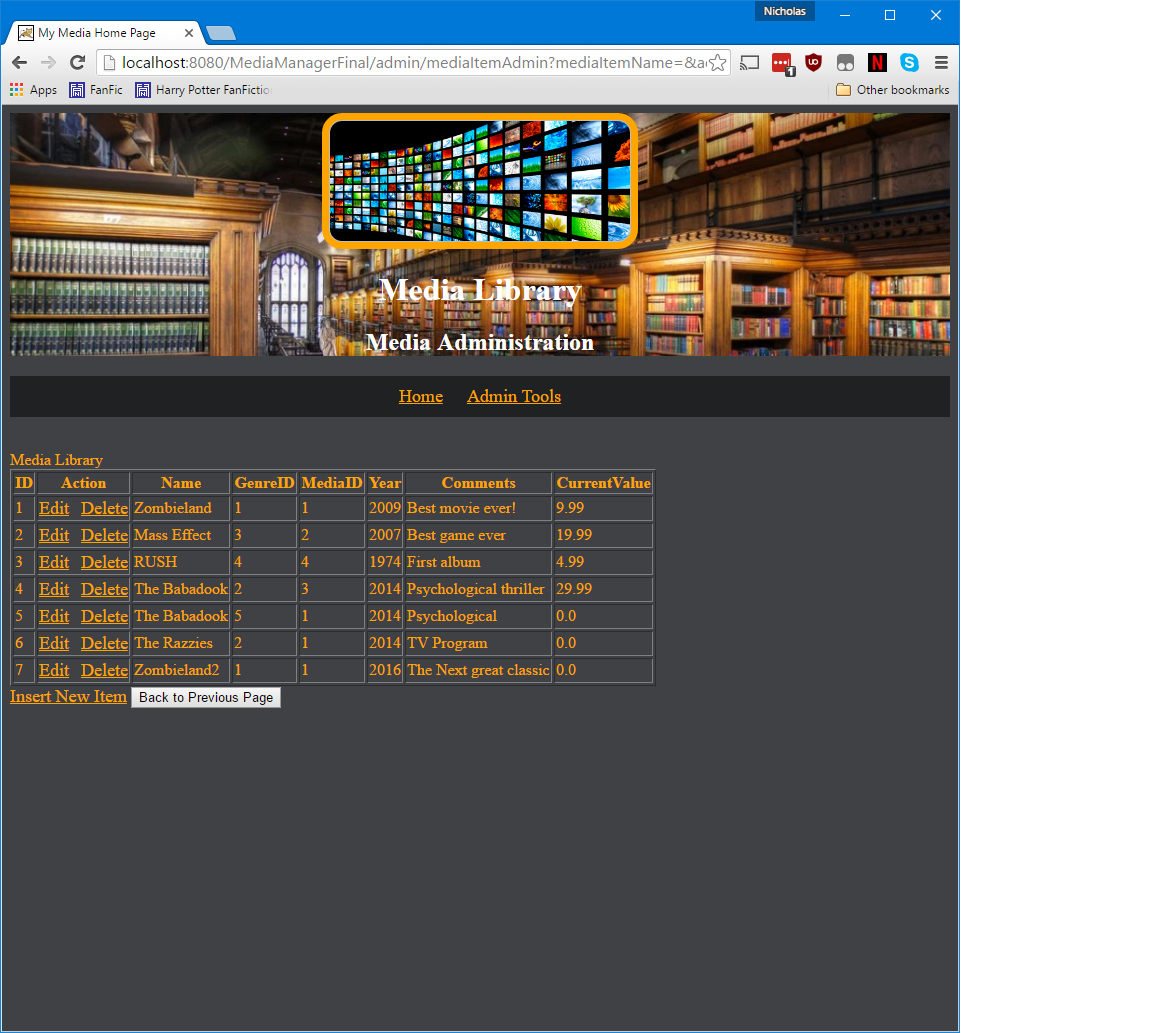 Nicholas
My Media Home Page
localhost:8080/MediaManagerFinal/admin/mediaItemAdmin?mediaItemName=&a
1
Apps FanFic Harry Potter FanFictio Other bookmarks
Media Library
Media Administration
Home Admin Tools
Media Library
ID Action Name GenreID MediaID Year Comments CurrentValue
1 Edit Delete Zombieland 1 1 2009 Best movie ever! 9.99
2 Edit Delete Mass Effect 3 2 2007 Best game ever 19.99
3 Edit Delete RUSH 4 4 1974 First album 4.99
4 Edit Delete The Babadook 2 3 2014 Psychological thriller 29.99
5 Edit Delete The Babadook 5 1 2014 Psychological 0.0
6 Edit Delete The Razzies 2 1 2014 TV Program 0.0
7 Edit Delete Zombieland2 1 1 2016 The Next great classic 0.0
Insert New Item Back to Previous Page